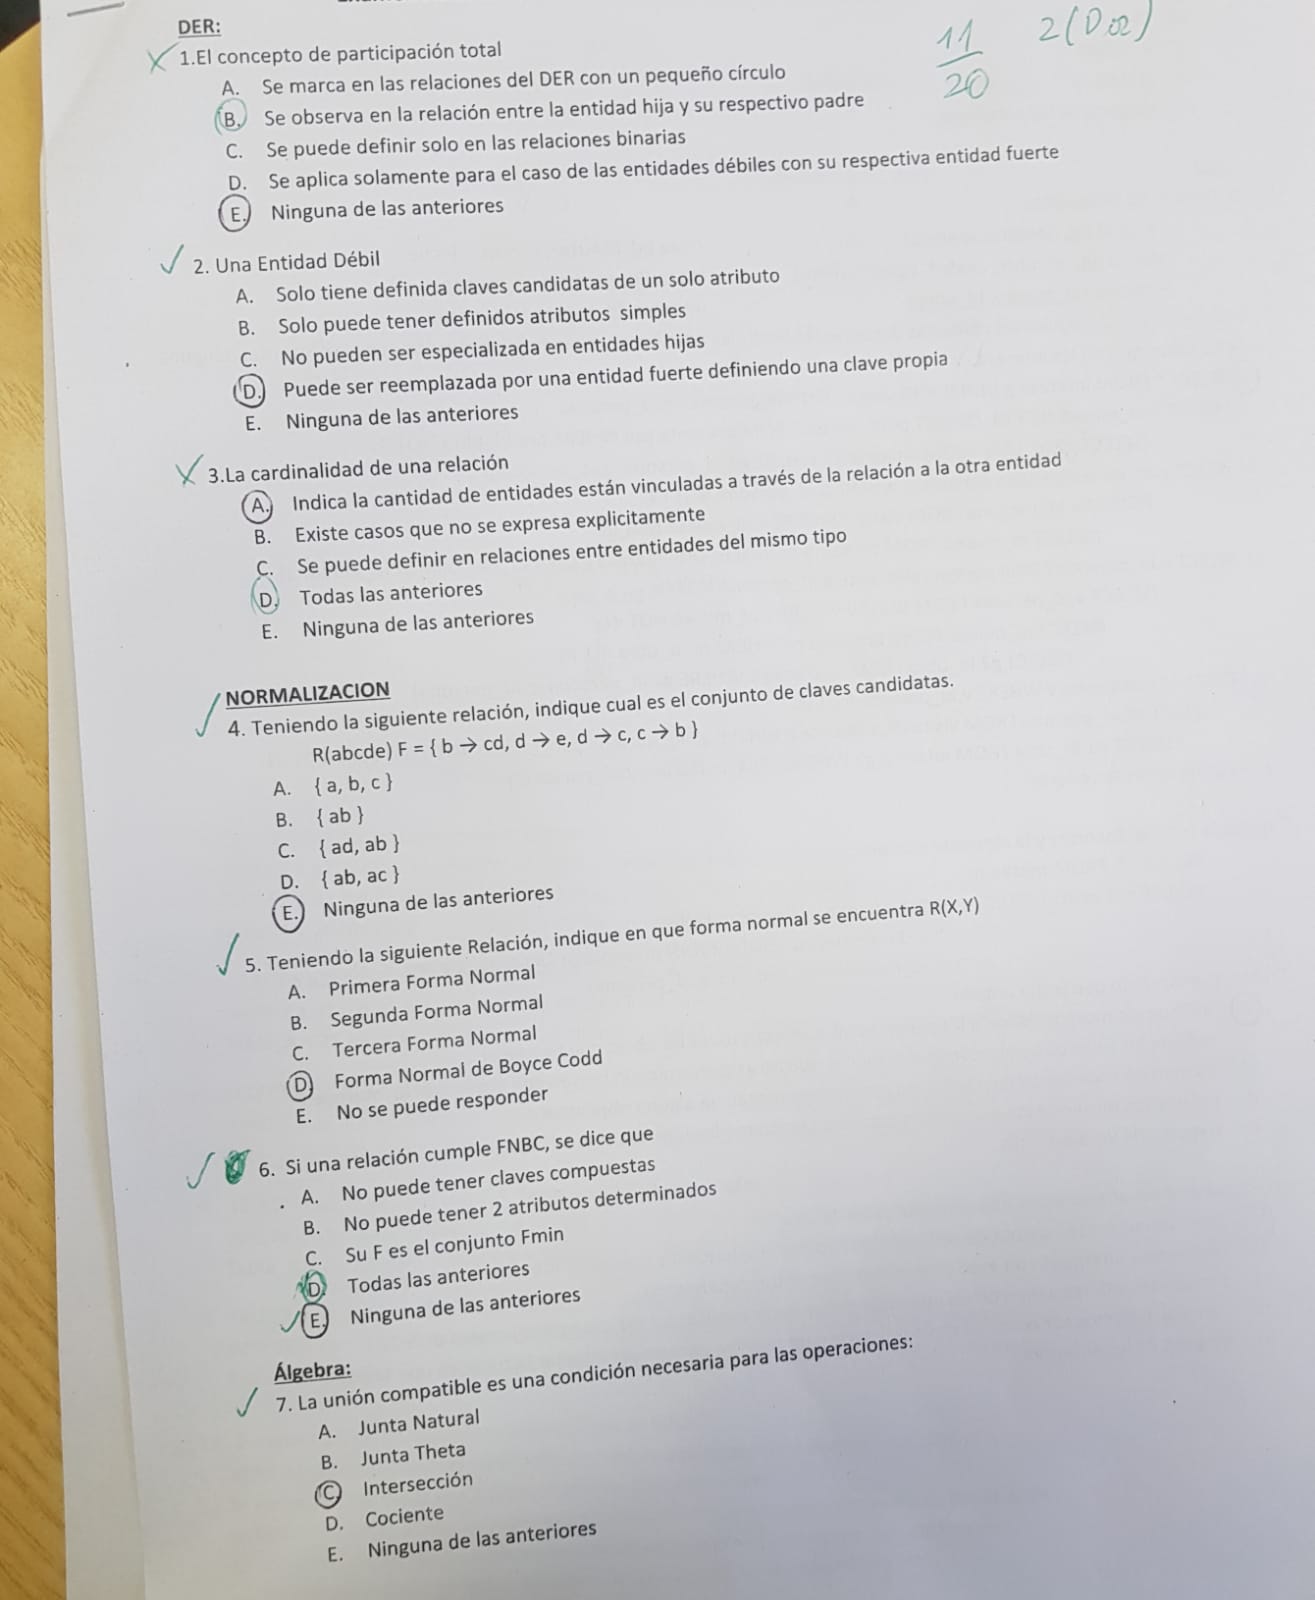 DER:
11/20 2(Dos)
1.El concepto de participación total
A. Se marca en las relaciones del DER con un pequeño círculo
B. Se observa en la relación entre la entidad hija y su respectivo padre
C. Se puede definir solo en las relaciones binarias
D. Se aplica solamente para el caso de las entidades débiles con su respectiva entidad fuerte
E. Ninguna de las anteriores
2. Una Entidad Débil
A. Solo tiene definida claves candidatas de un solo atributo
B. Solo puede tener definidos atributos simples
C. No pueden ser especializada en entidades hijas
D. Puede ser reemplazada por una entidad fuerte definiendo una clave propia
E. Ninguna de las anteriores
3.La cardinalidad de una relación
A. Indica la cantidad de entidades están vinculadas a través de la relación a la otra entidad
B. Existe casos que no se expresa explicitamente
C. Se puede definir en relaciones entre entidades del mismo tipo
D. Todas las anteriores
E. Ninguna de las anteriores
NORMALIZACION
4. Teniendo la siguiente relación, indique cual es el conjunto de claves candidatas.
R(abcde) F = { b → cd, d → e, d → c, c → b }
A. { a, b, c }
B. { ab }
C. { ad, ab }
D. { ab, ac }
E. Ninguna de las anteriores
5. Teniendo la siguiente Relación, indique en que forma normal se encuentra R(X,Y)
A. Primera Forma Normal
B. Segunda Forma Normal
C. Tercera Forma Normal
D. Forma Normal de Boyce Codd
E. No se puede responder
6. Si una relación cumple FNBC, se dice que
A. No puede tener claves compuestas
B. No puede tener 2 atributos determinados
C. Su F es el conjunto Fmin
D. Todas las anteriores
E. Ninguna de las anteriores
Álgebra:
7. La unión compatible es una condición necesaria para las operaciones:
A. Junta Natural
B. Junta Theta
C. Intersección
D. Cociente
E. Ninguna de las anteriores